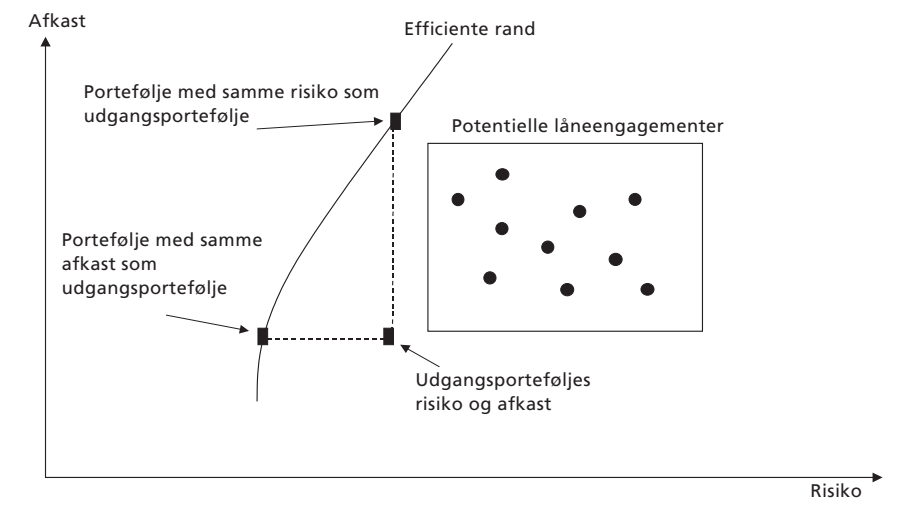 Afkast
Efficiente rand
Portefølje med samme risiko som
udgangsportefølje
Potentielle låneengagementer
Portefølje med samme
afkast som
udgangsportefølje
Udgangsporteføljes
risiko og afkast
Risiko